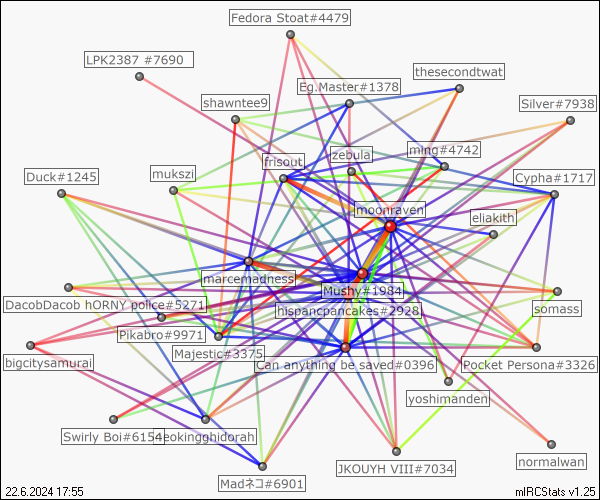 Fedora Stoat#4479
LPK2387 #7690
thesecondtwat
Eg.Master#1378
shawntee9
Silver#7938
ming#4742
zebula
frisout
mukszi
Duck#1245
Cypha#1717
moonraven
eliakith
marcemadness
Mushy#1984
DacobDacob hORNY police#5271
hispancpancakes#2928
somass
Pikabro#9971
Majestic#3375
bigcitysamurai
Can anything be saved#0396
Pocket Persona#3326
yoshimanden
Swirly Boi#6154
eokingghidorah
normalwan
JKOUYH VIII#7034
Madネコ#6901
22.6.2024 17:55
mIRCStats v1.25